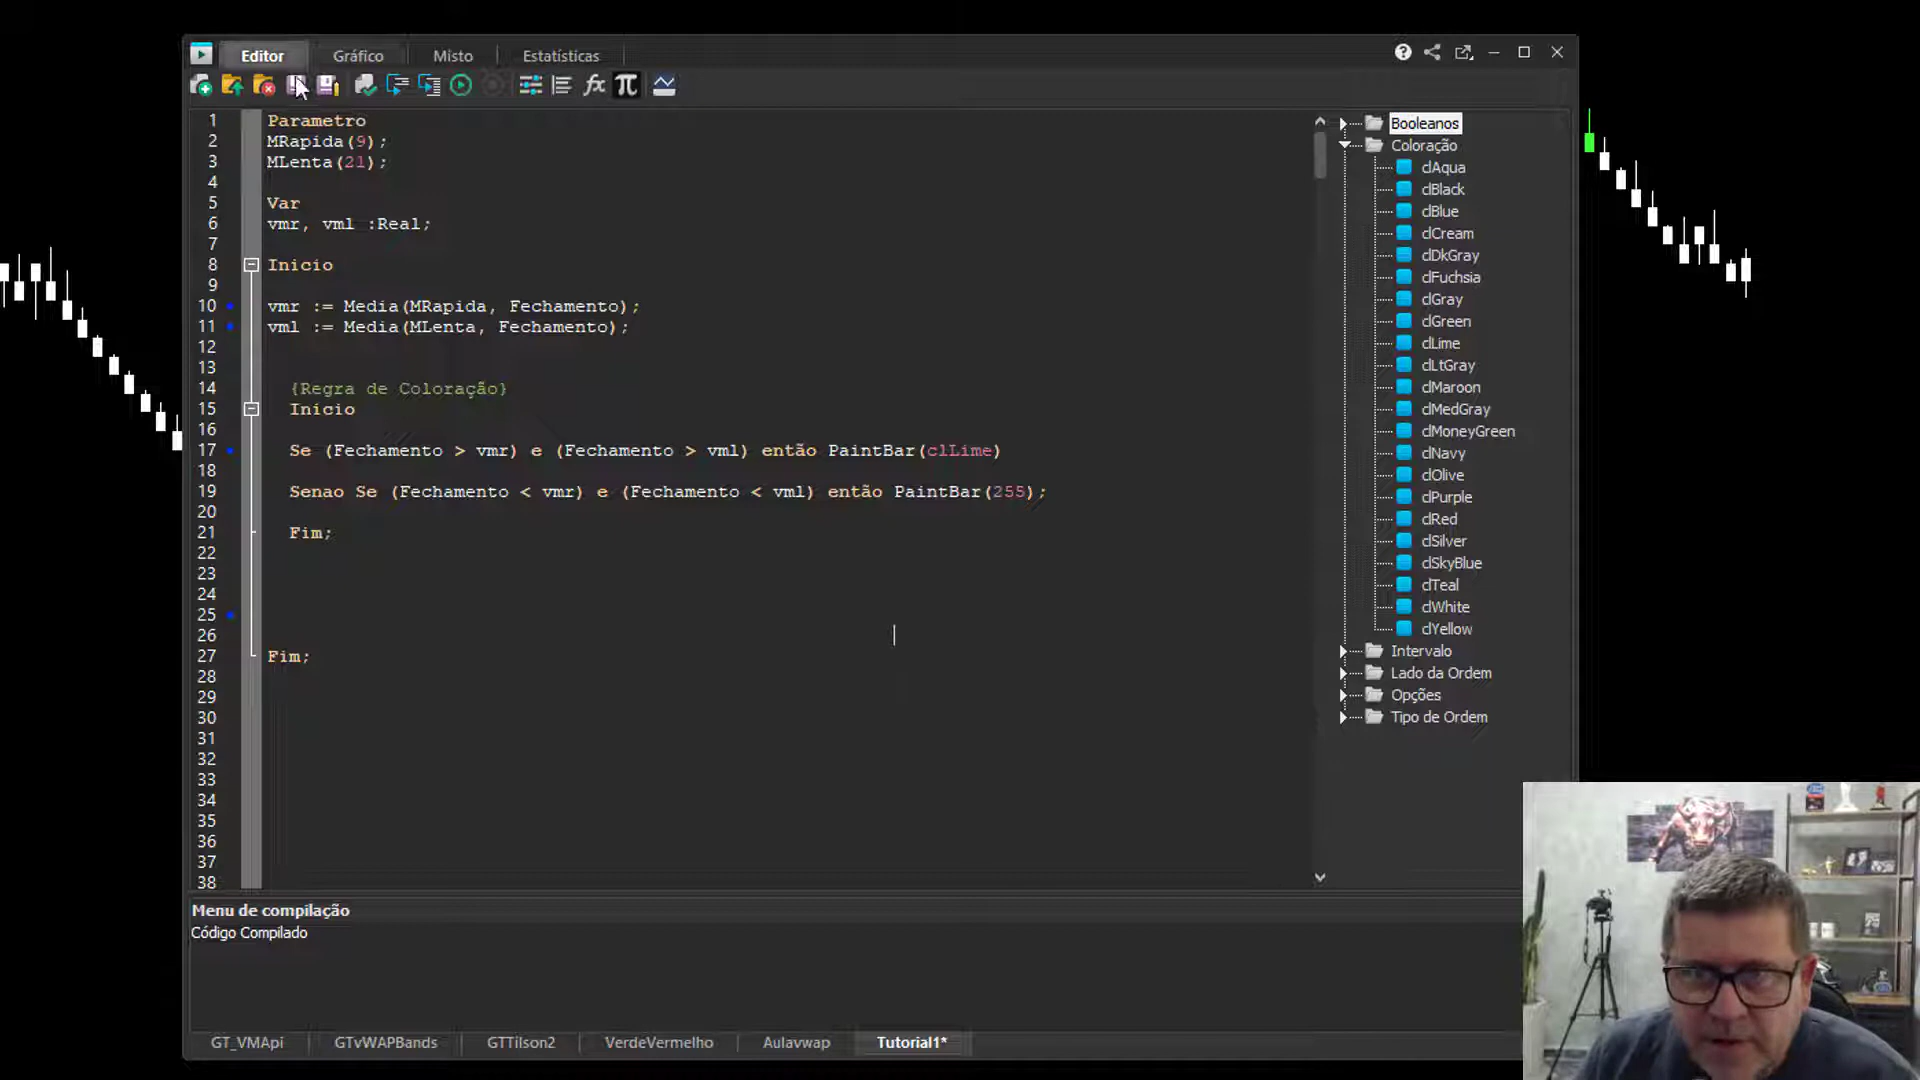 Editor Gráfico Misto Estatísticas
1 Parametro
2 MRapida(9);
3 MLenta(21);
4
5 Var
6 vmr, vml :Real;
7
8 Inicio
9
10 vmr := Media(MRapida, Fechamento);
11 vml := Media(MLenta, Fechamento);
12
13
14 {Regra de Coloração}
15 Inicio
16
17 Se (Fechamento > vmr) e (Fechamento > vml) então PaintBar(clLime)
18
19 Senao Se (Fechamento < vmr) e (Fechamento < vml) então PaintBar(255);
20
21 Fim;
22
23
24
25
26
27 Fim;
28
29
30
31
32
33
34
35
36
37
38
Booleanos
Coloração
clAqua
clBlack
clBlue
clCream
clDkGray
clFuchsia
clGray
clGreen
clLime
clLtGray
clMaroon
clMedGray
clMoneyGreen
clNavy
clOlive
clPurple
clRed
clSilver
clSkyBlue
clTeal
clWhite
clYellow
Intervalo
Lado da Ordem
Opções
Tipo de Ordem
Menu de compilação
Código Compilado
GT_VMApi GTvWAPBands GTTilson2 VerdeVermelho Aulavwap Tutorial1*